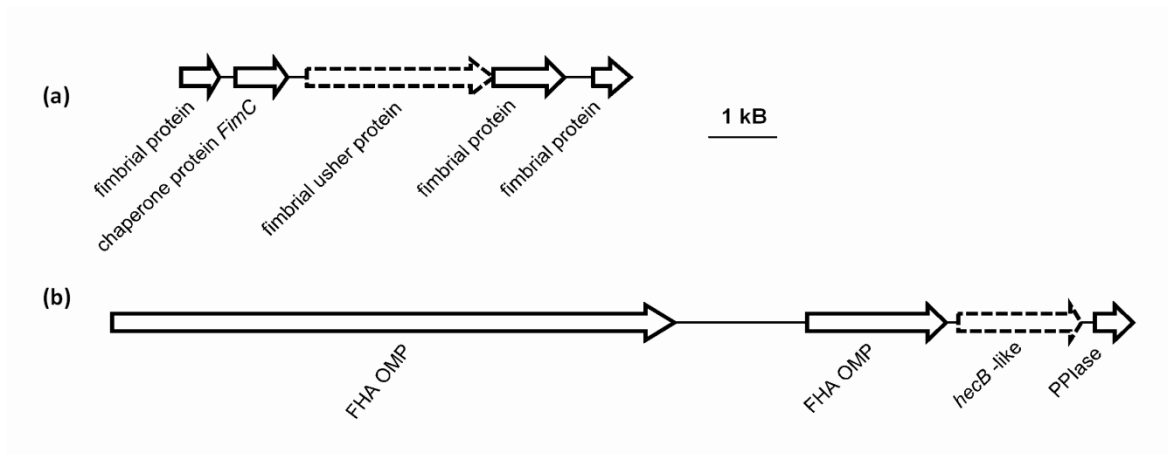 (a)
fimbrial protein
chaperone protein FimC
fimbrial usher protein
fimbrial protein
fimbrial protein
1 kB
(b)
FHA OMP
FHA OMP
hecB -like
PPIase